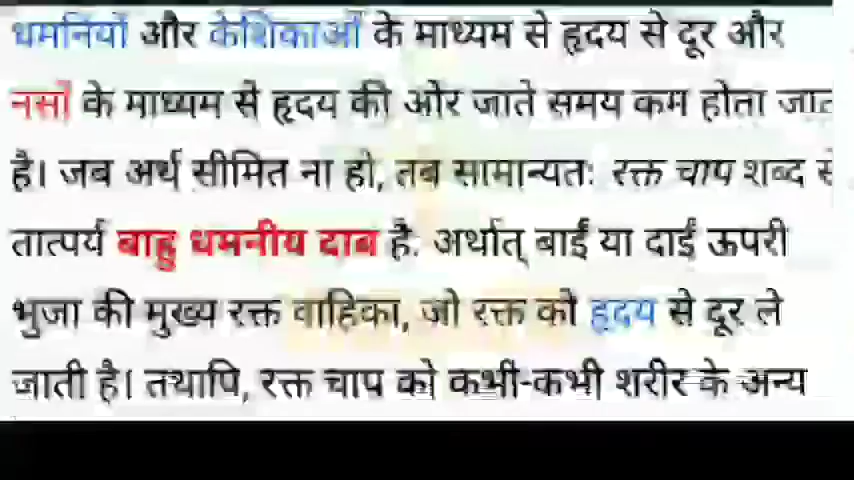 धमनियों और केशिकाओं के माध्यम से हृदय से दूर और
नसों के माध्यम से हृदय की ओर जाते समय कम होता जात
है। जब अर्थ सीमित ना हो, तब सामान्यतः रक्त चाप शब्द से
तात्पर्य बाहु धमनीय दाब है. अर्थात् बाईं या दाईं ऊपरी
भुजा की मुख्य रक्त वाहिका, जो रक्त को हृदय से दूर ले
जाती है। तथापि, रक्त चाप को कभी-कभी शरीर के अन्य